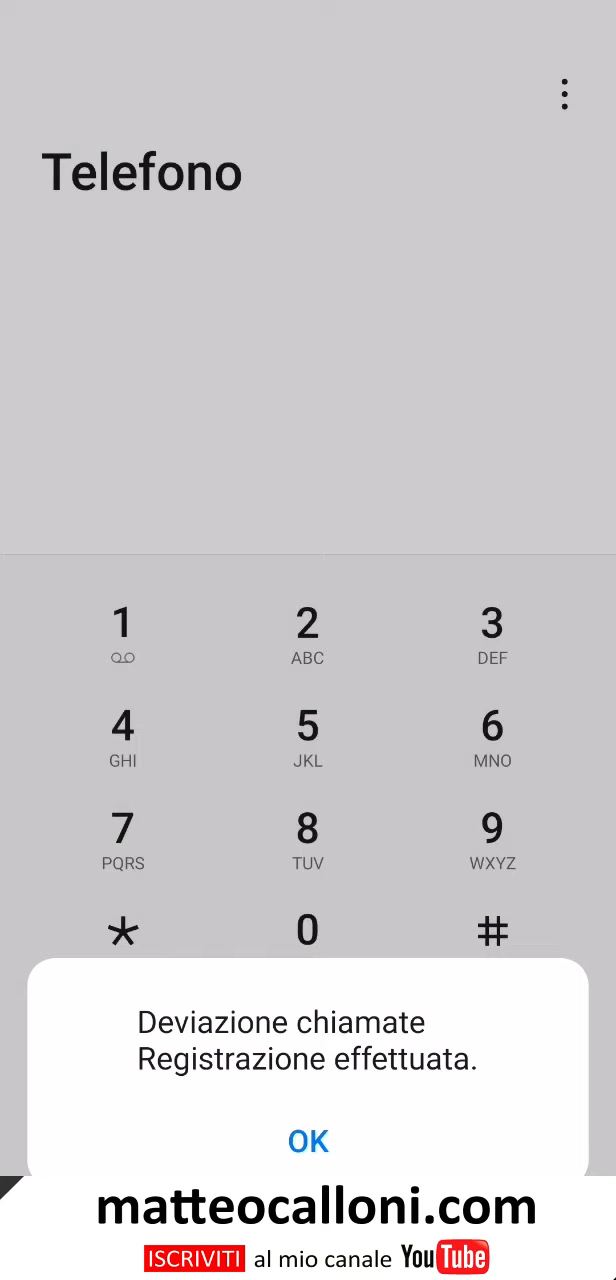 Telefono
1 2 3
ABC DEF
4 5 6
GHI JKL MNO
7 8 9
PQRS TUV WXYZ
* 0 #
Deviazione chiamate
Registrazione effettuata.
OK
matteocalloni.com
ISCRIVITI al mio canale YouTube